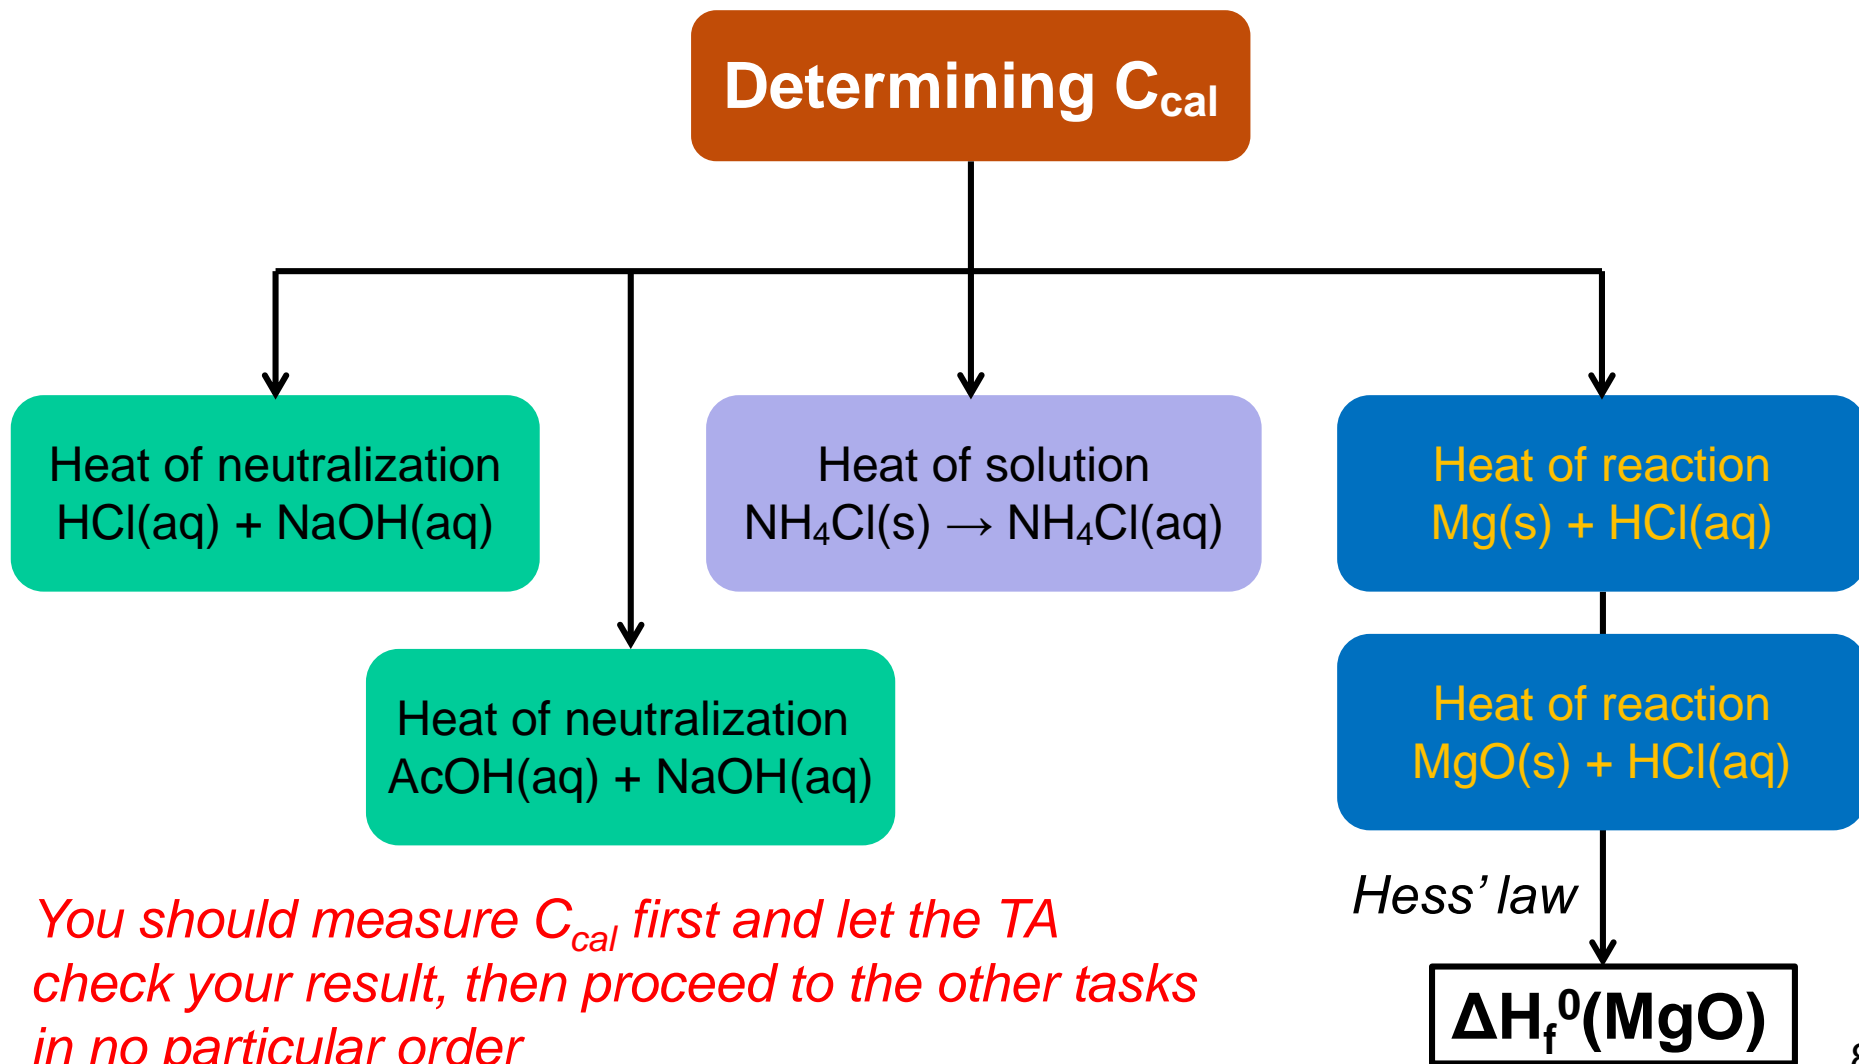 Determining Ccal
Heat of neutralization
HCl(aq) + NaOH(aq)
Heat of solution
NH₄Cl(s) → NH₄Cl(aq)
Heat of reaction
Mg(s) + HCl(aq)
Heat of neutralization
AcOH(aq) + NaOH(aq)
Heat of reaction
MgO(s) + HCl(aq)
Hess’ law
You should measure Ccal first and let the TA
check your result, then proceed to the other tasks
in no particular order
ΔHf⁰(MgO)